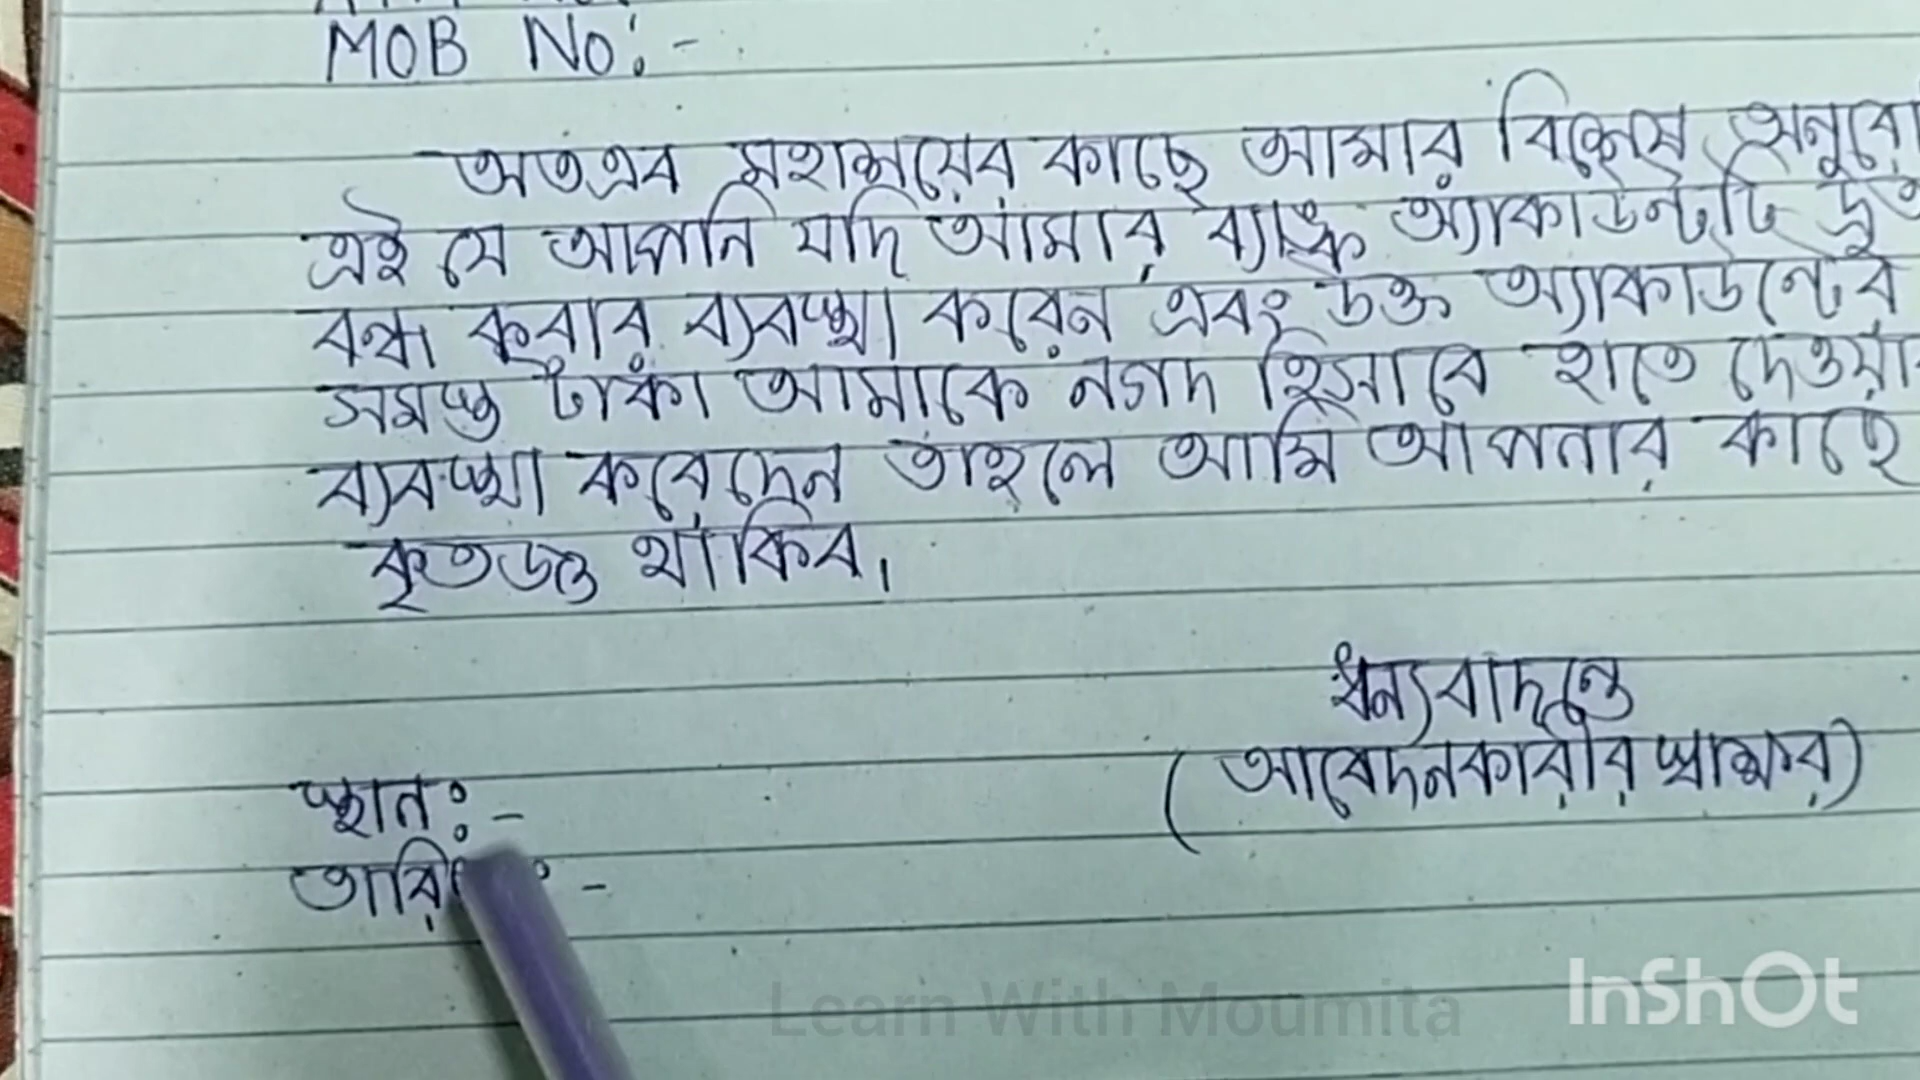 MOB No:-
অতএব মহাশয়ের কাছে আমার বিশেষ অনুরো
এই যে আপনি যদি আমার ব্যাঙ্ক অ্যাকাউন্টটি দ্রুত
বন্ধ করার ব্যবস্থা করেন এবং উক্ত অ্যাকাউন্টের
সমস্ত টাকা আমাকে নগদ হিসাবে হাতে দেওয়ার
ব্যবস্থা করেদেন তাহলে আমি আপনার কাছে
কৃতজ্ঞ থাকিব।
ধন্যবাদন্তে
(আবেদনকারীর স্বাক্ষর)
স্থান:-
তারি
Learn With Moumita
InShOt